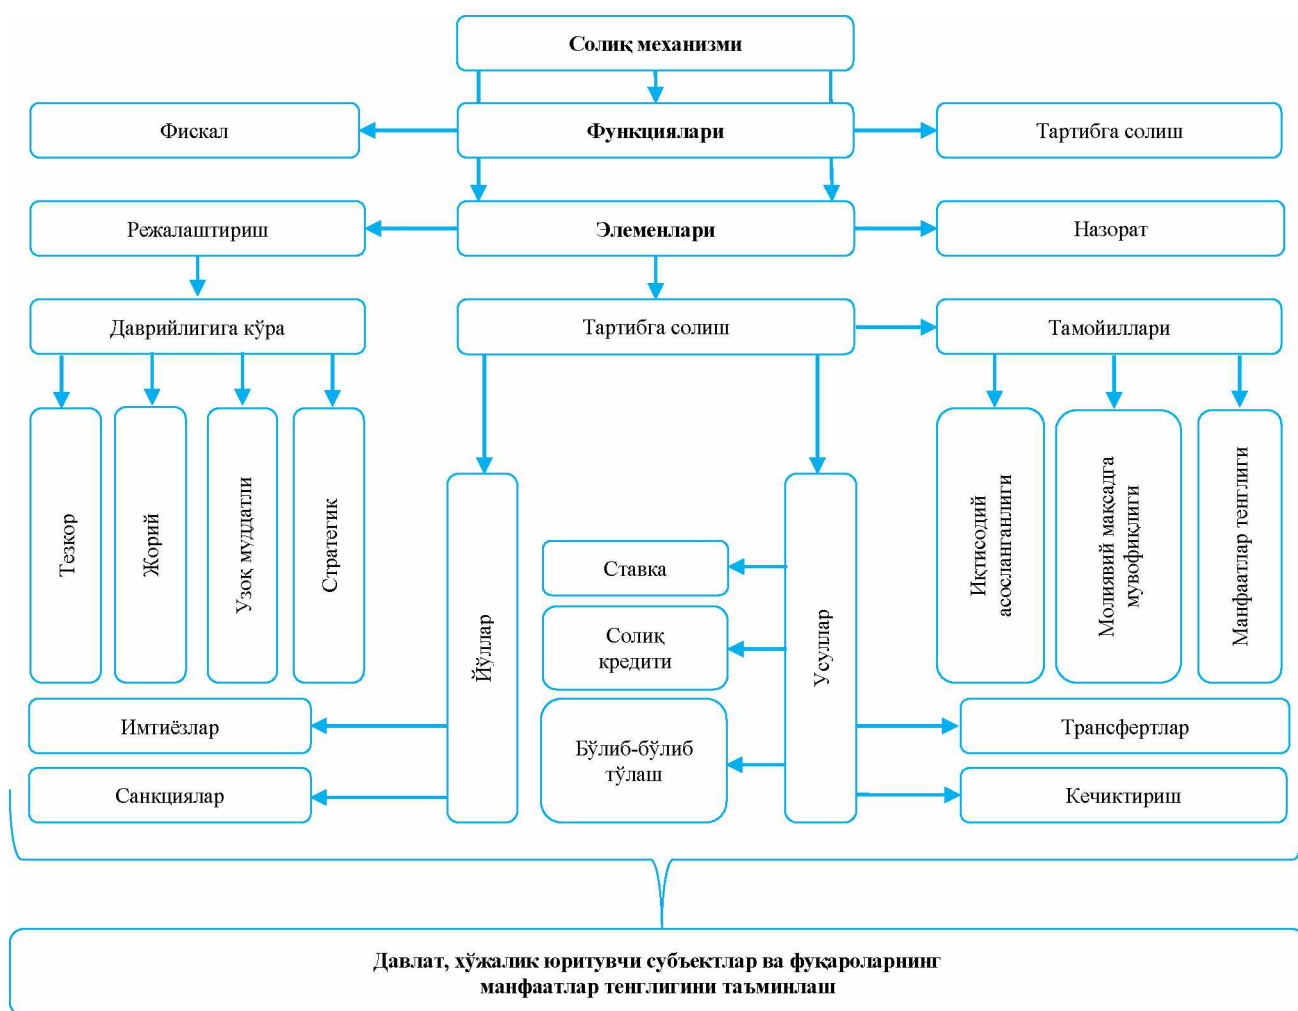 Солиқ механизми
Фискал
Функциялари
Тартибга солиш
Режалаштириш
Элеменлари
Назорат
Даврийлигига кўра
Тартибга солиш
Тамойиллари
Тезкор
Жорий
Узоқ муддатли
Стратегик
Йўллар
Усуллар
Иқтисодий
асосланганлиги
Молиявий мақсадга
мувофиқлиги
Манфаатлар тенглиги
Ставка
Солиқ
кредити
Бўлиб-бўлиб
тўлаш
Имтиёзлар
Санкциялар
Трансфертлар
Кечиктириш
Давлат, хўжалик юритувчи субъектлар ва фуқароларнинг
манфаатлар тенглигини таъминлаш